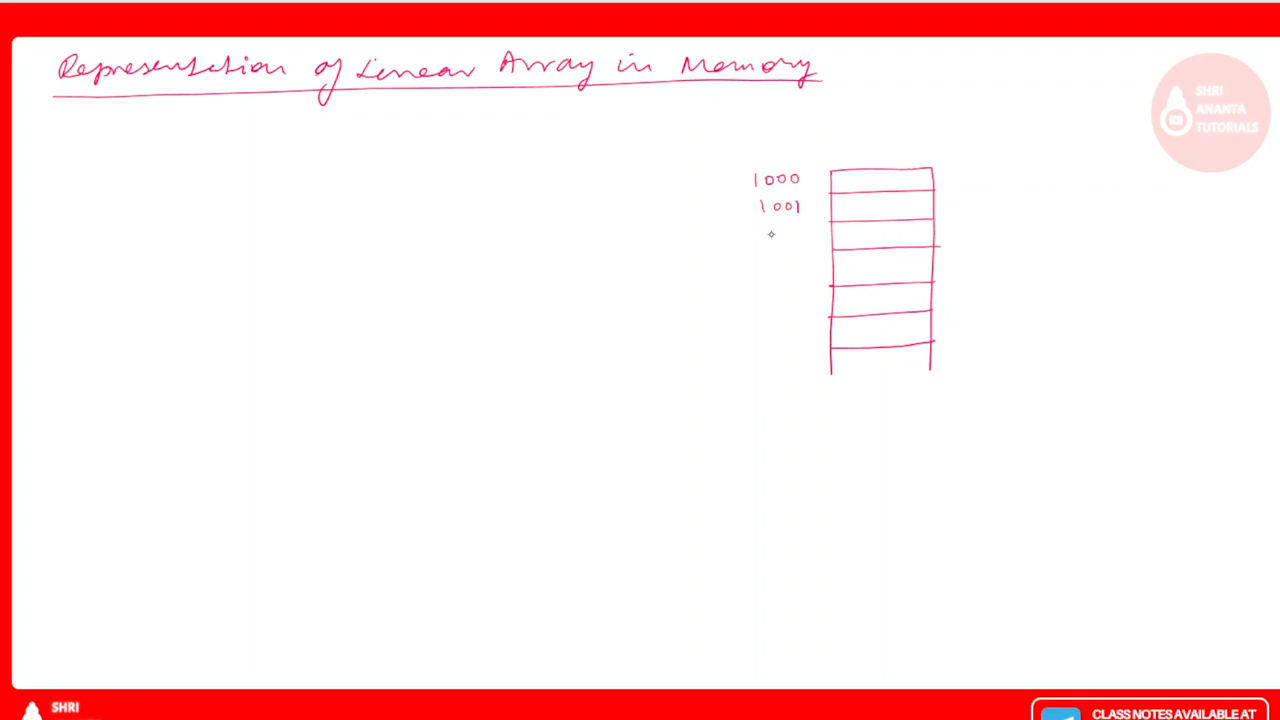 Representation of Linear Array in Memory
SHRI
ANANTA
TUTORIALS
1000
1001
SHRI
CLASS NOTES AVAILABLE AT